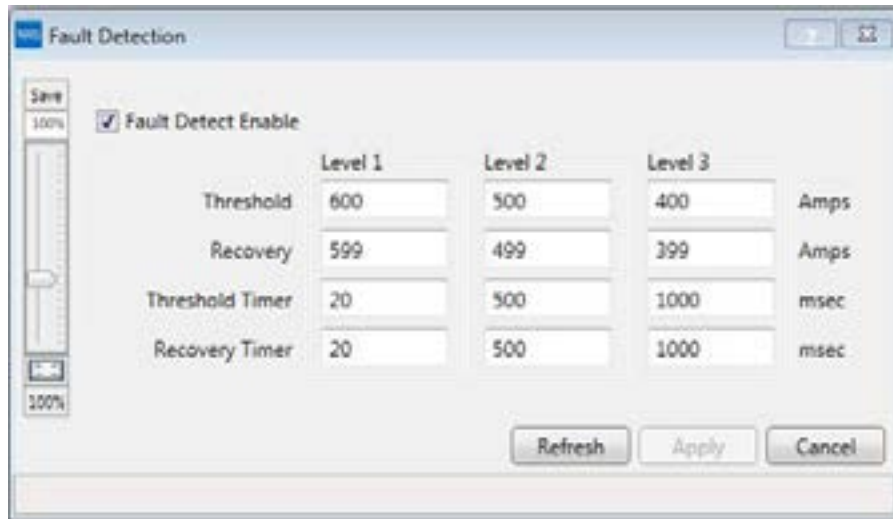 Fault Detection
Save
100%
Fault Detect Enable
Level 1 Level 2 Level 3
Threshold 600 500 400 Amps
Recovery 599 499 399 Amps
Threshold Timer 20 500 1000 msec
Recovery Timer 20 500 1000 msec
100%
Refresh Apply Cancel